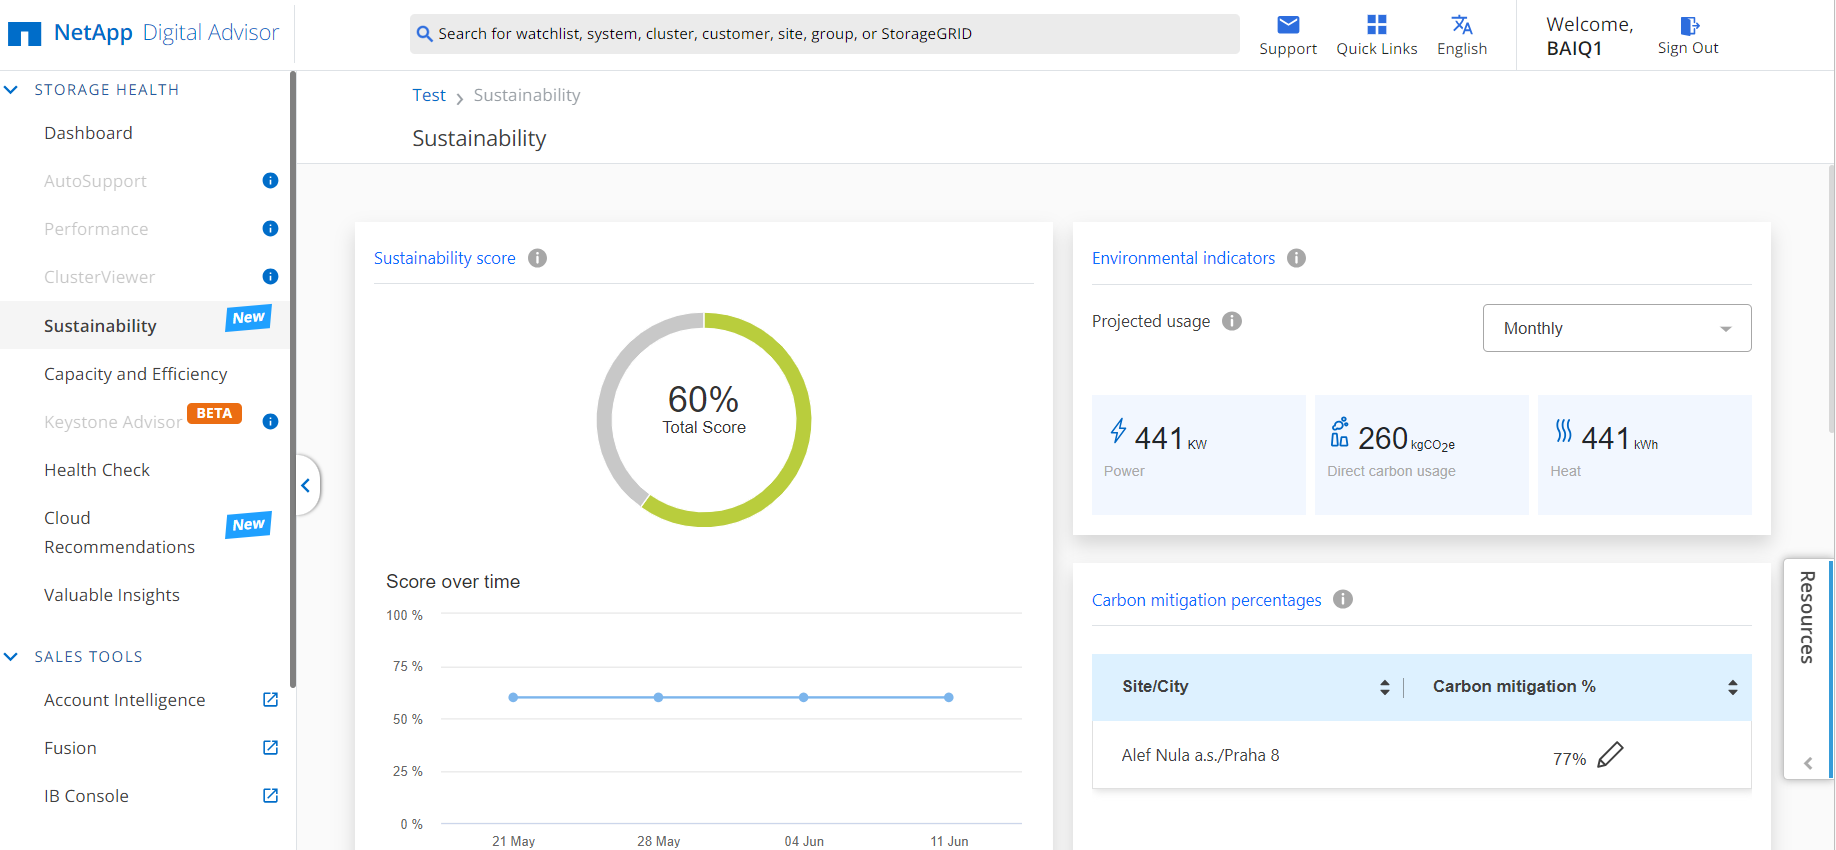 NetApp Digital Advisor
Search for watchlist, system, cluster, customer, site, group, or StorageGRID
Support
Quick Links
English
Welcome,
BAIQ1
Sign Out
STORAGE HEALTH
Dashboard
AutoSupport
Performance
ClusterViewer
Sustainability New
Capacity and Efficiency
Keystone Advisor BETA
Health Check
Cloud
Recommendations New
Valuable Insights
SALES TOOLS
Account Intelligence
Fusion
IB Console
Test > Sustainability
Sustainability
Sustainability score
60%
Total Score
Score over time
100 %
75 %
50 %
25 %
0 %
21 May 28 May 04 Jun 11 Jun
Environmental indicators
Projected usage
Monthly
441 KW
Power
260 kgCO2e
Direct carbon usage
441 kWh
Heat
Carbon mitigation percentages
Site/City Carbon mitigation %
Alef Nula a.s./Praha 8 77%
Resources